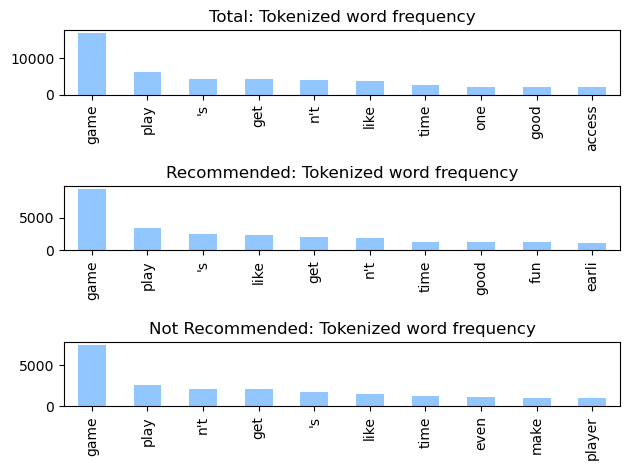 Total: Tokenized word frequency
10000
0
game play 's get n't like time one good access
Recommended: Tokenized word frequency
5000
0
game play 's like get n't time good fun earli
Not Recommended: Tokenized word frequency
5000
0
game play n't get 's like time even make player